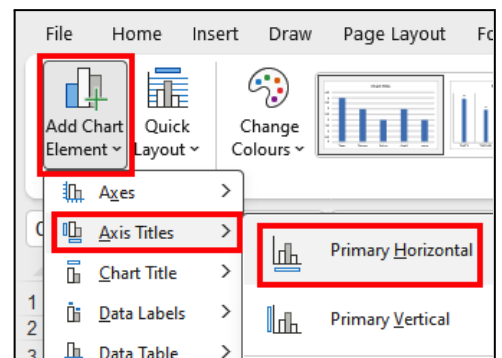 File Home Insert Draw Page Layout
Add Chart Element
Quick Layout
Change Colours
Axes
Axis Titles
Primary Horizontal
Chart Title
Data Labels
Primary Vertical
Data Table
1
2
3